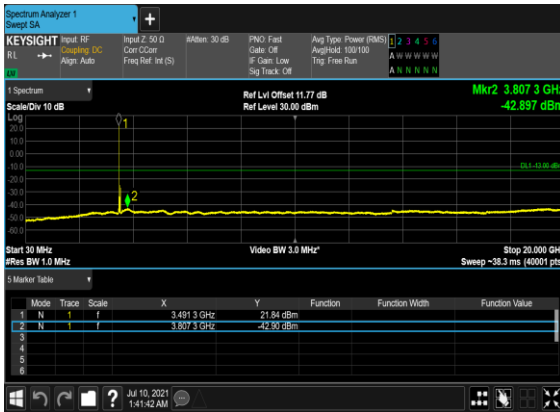 Spectrum Analyzer 1
Swept SA
+
KEYSIGHT Input: RF Input Z: 50 Ω #Atten: 30 dB PNO: Fast Avg Type: Power (RMS) 1 2 3 4 5 6
RL Coupling: DC Corr CCorr Gate: Off Avg|Hold: 100/100 A W W W W W
Align: Auto Freq Ref: Int (S) IF Gain: Low Trig: Free Run
Sig Track: Off A N N N N N
1 Spectrum Ref Lvl Offset 11.77 dB Mkr2 3.807 3 GHz
Scale/Div 10 dB Ref Level 30.00 dBm -42.897 dBm
Log
20.0
10.0
0.00
-10.0
DL1 -13.00 dBm
-20.0
-30.0
-40.0
-50.0
-60.0
1
2
Start 30 MHz Video BW 3.0 MHz* Stop 20.000 GHz
#Res BW 1.0 MHz Sweep ~38.3 ms (40001 pts)
5 Marker Table
Mode Trace Scale X Y Function Function Width Function Value
1 N 1 f 3.491 3 GHz 21.84 dBm
2 N 1 f 3.807 3 GHz -42.90 dBm
3
4
5
6
? Jul 10, 2021
1:41:42 AM